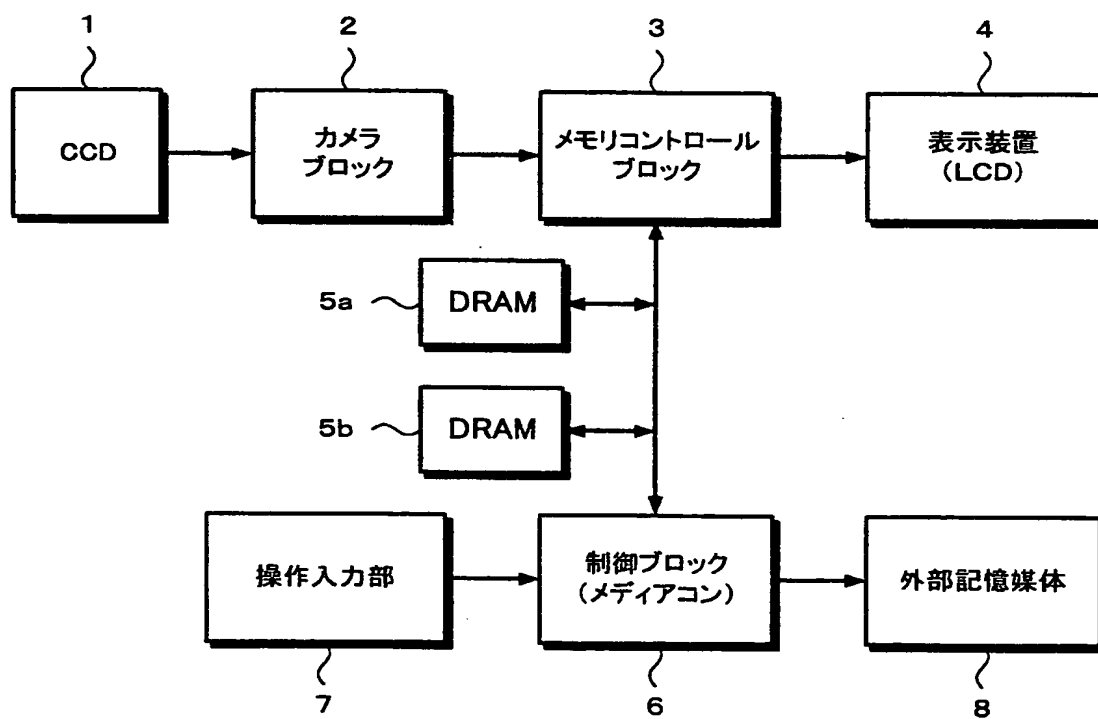 1
2
3
4
CCD
カメラ
ブロック
メモリコントロール
ブロック
表示装置
(LCD)
5a
DRAM
5b
DRAM
操作入力部
制御ブロック
(メディアコン)
外部記憶媒体
7
6
8